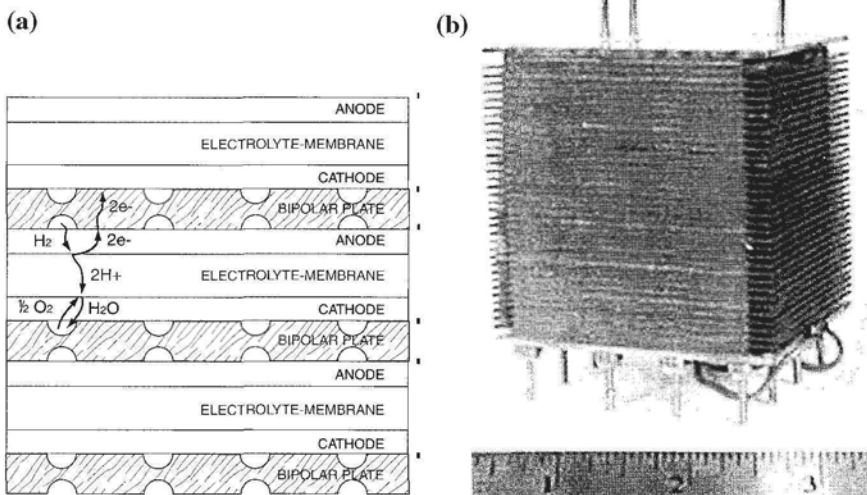 (a)
ANODE
ELECTROLYTE-MEMBRANE
CATHODE
2e-
BIPOLAR PLATE
H2
2e-
ANODE
2H+
ELECTROLYTE-MEMBRANE
½ O2
H2O
CATHODE
BIPOLAR PLATE
ANODE
ELECTROLYTE-MEMBRANE
CATHODE
BIPOLAR PLATE
(b)
1 2 3